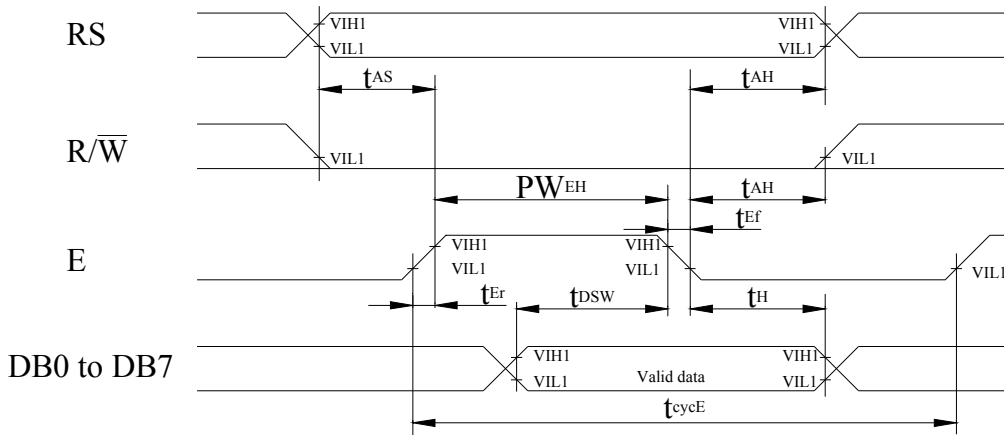 RS VIH1 VIL1 VIH1 VIL1
tAS tAH
R/W̅ VIL1 VIL1
PWEH tAH
tEf
E VIH1 VIL1 VIH1 VIL1 VIL1
tEr tDSW tH
DB0 to DB7 VIH1 VIL1 Valid data VIH1 VIL1
tcycE